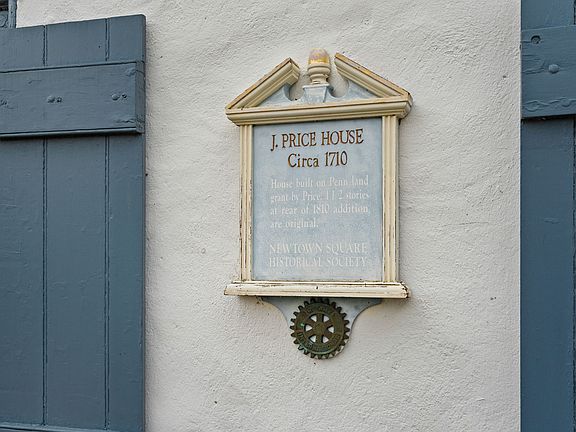 J. PRICE HOUSE
Circa 1710
House built on Penn land
grant by Price. 1 1 2 stories
at rear of 1810 addition
are original.
NEWTOWN SQUARE
HISTORICAL SOCIETY